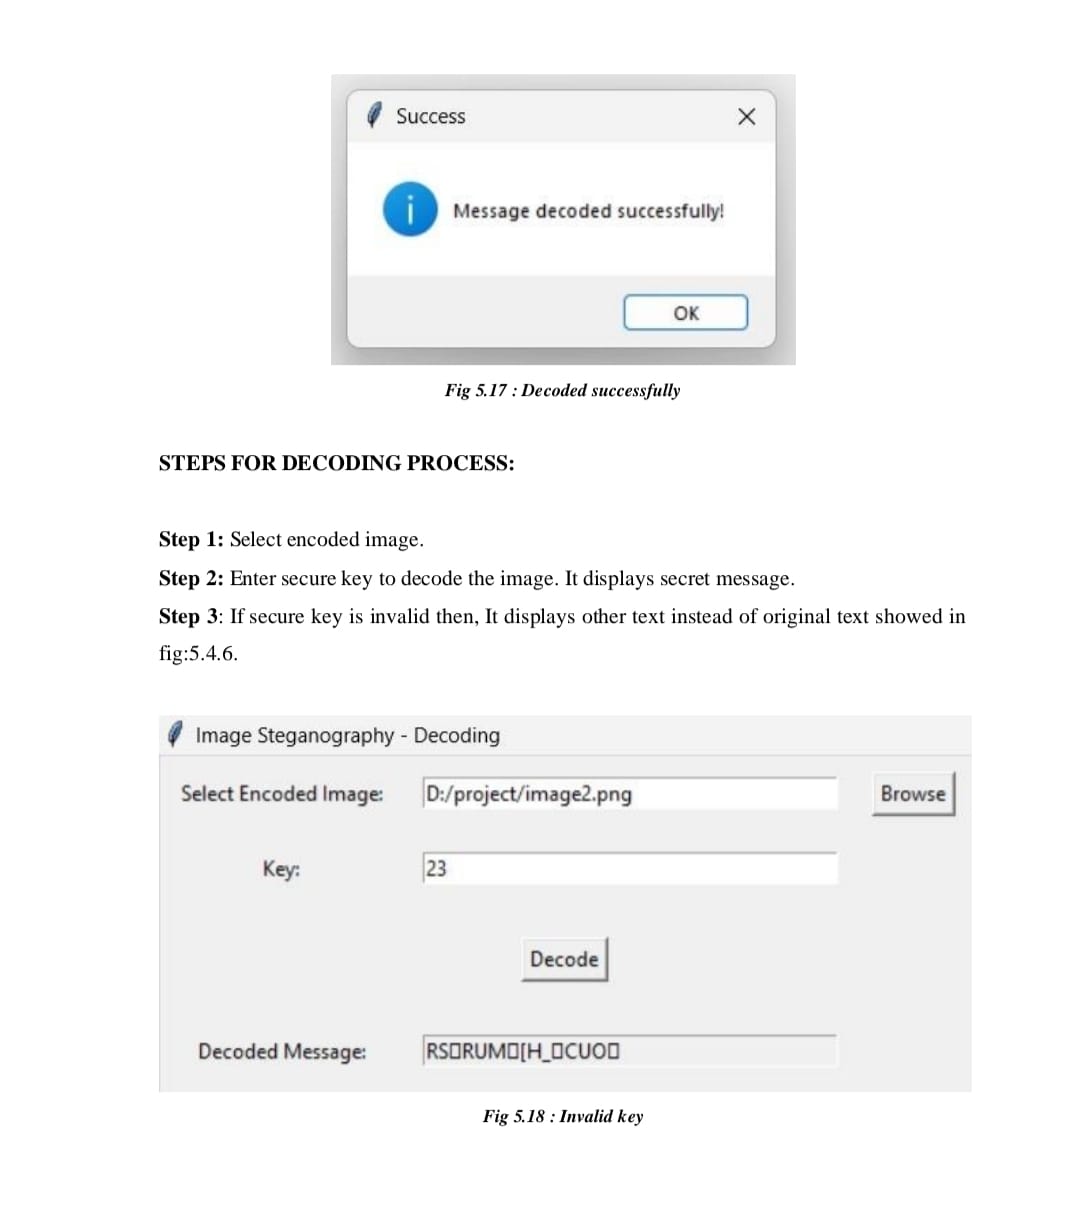 Success
Message decoded successfully!
OK
Fig 5.17 : Decoded successfully
STEPS FOR DECODING PROCESS:
Step 1: Select encoded image.
Step 2: Enter secure key to decode the image. It displays secret message.
Step 3: If secure key is invalid then, It displays other text instead of original text showed in
fig:5.4.6.
Image Steganography - Decoding
Select Encoded Image: D:/project/image2.png Browse
Key: 23
Decode
Decoded Message: RS□RUM□[H_□CUO□
Fig 5.18 : Invalid key